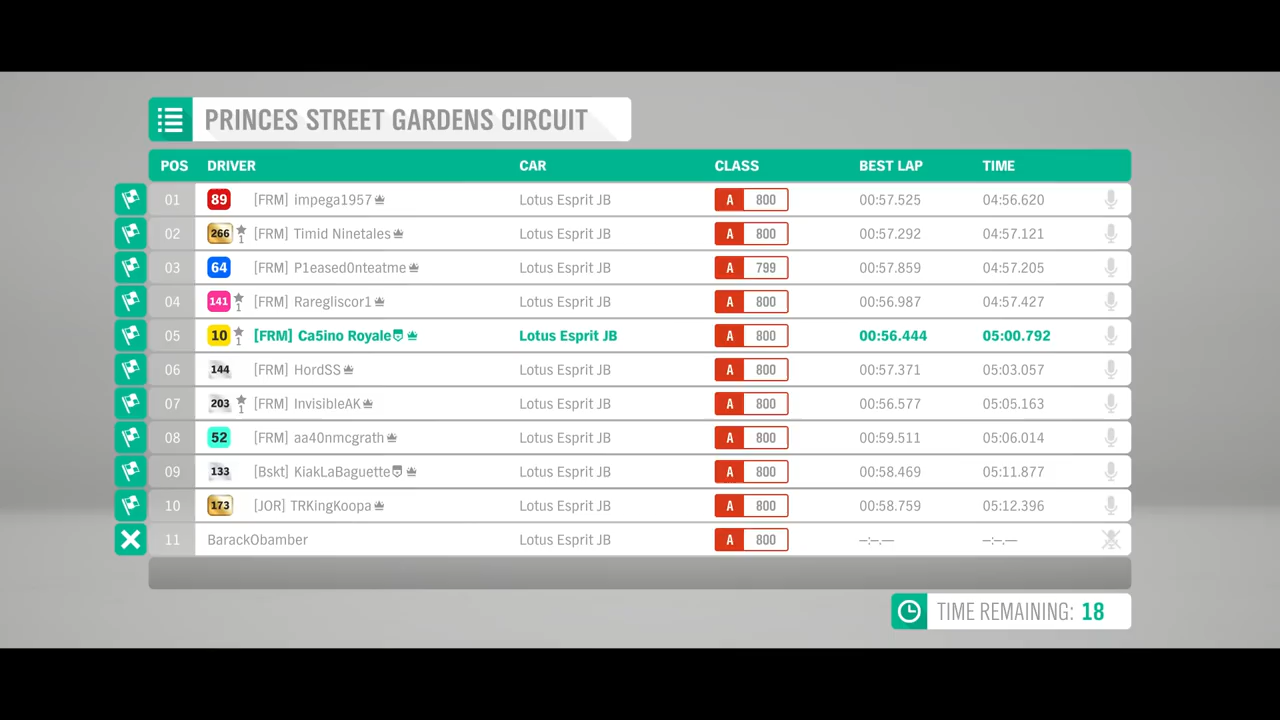 PRINCES STREET GARDENS CIRCUIT
POS DRIVER CAR CLASS BEST LAP TIME
01 89 [FRM] impega1957 Lotus Esprit JB A 800 00:57.525 04:56.620
02 266 1 [FRM] Timid Ninetales Lotus Esprit JB A 800 00:57.292 04:57.121
03 64 [FRM] P1eased0nteatme Lotus Esprit JB A 799 00:57.859 04:57.205
04 141 1 [FRM] Raregliscor1 Lotus Esprit JB A 800 00:56.987 04:57.427
05 10 1 [FRM] Ca5ino Royale Lotus Esprit JB A 800 00:56.444 05:00.792
06 144 [FRM] HordSS Lotus Esprit JB A 800 00:57.371 05:03.057
07 203 1 [FRM] InvisibleAK Lotus Esprit JB A 800 00:56.577 05:05.163
08 52 [FRM] aa40nmcgrath Lotus Esprit JB A 800 00:59.511 05:06.014
09 133 [Bskt] KiakLaBaguette Lotus Esprit JB A 800 00:58.469 05:11.877
10 173 [JOR] TRKingKoopa Lotus Esprit JB A 800 00:58.759 05:12.396
11 BarackObamber Lotus Esprit JB A 800 –:–.–– –:–.––
TIME REMAINING: 18